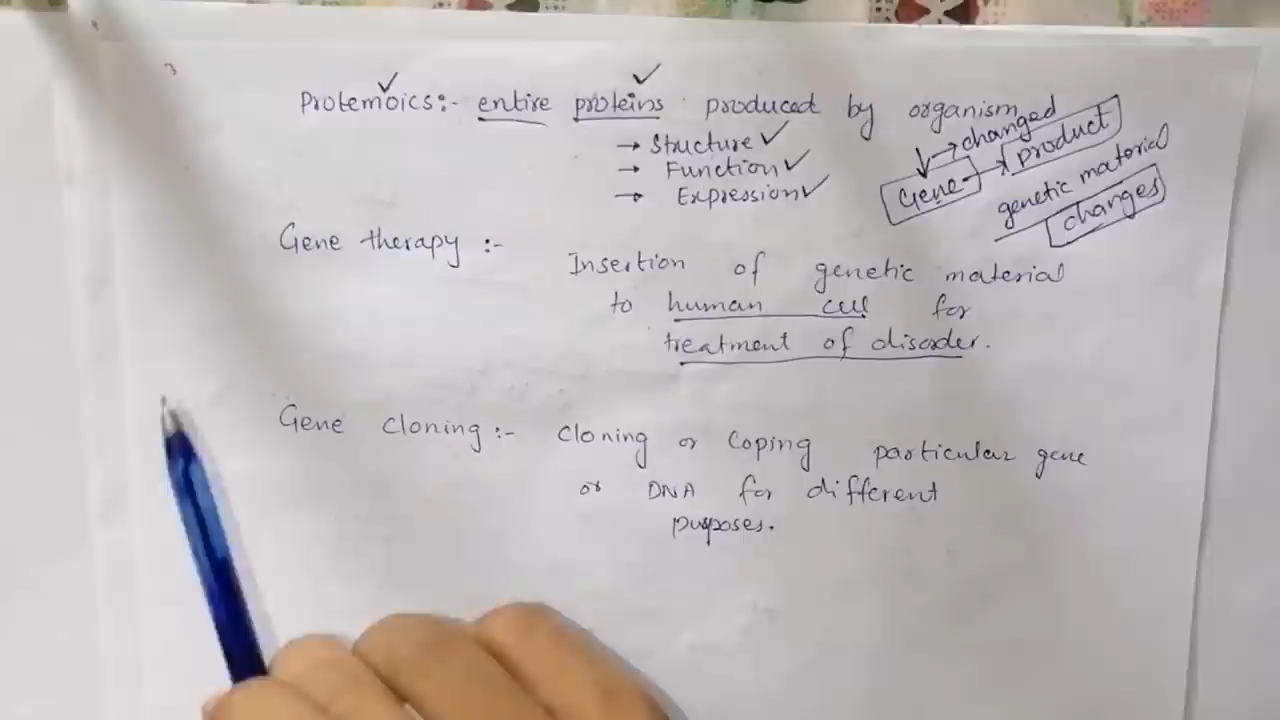 Protemoics:- entire proteins produced by organism
→ Structure ✓
→ Function ✓
→ Expression ✓
→ changed
Gene → product
genetic material
changes
Gene therapy :- Insertion of genetic material
to human cell for
treatment of disorder.
Gene cloning :- Cloning or Coping particular gene
or DNA for different
purposes.